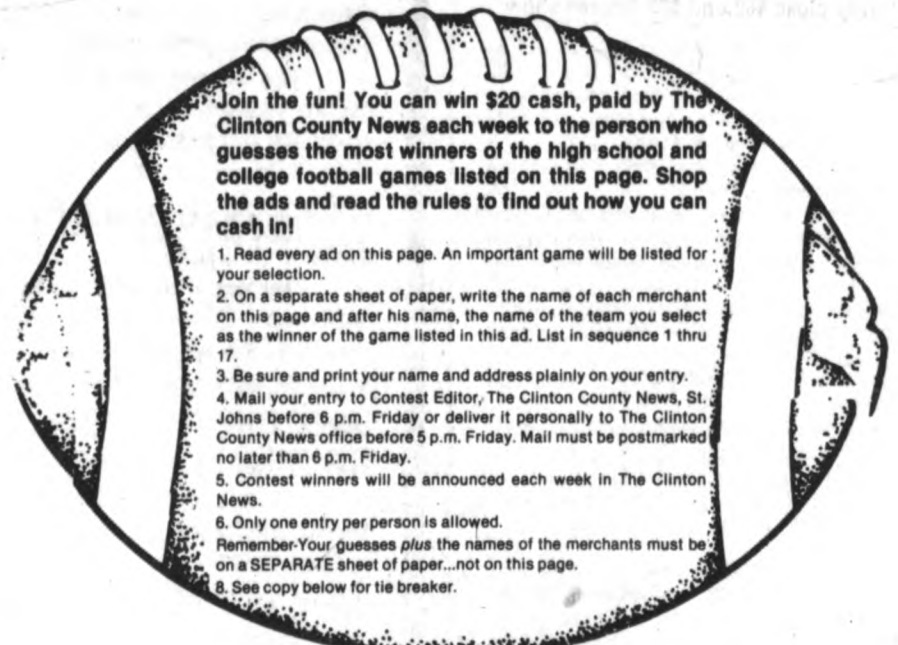 Join the fun! You can win $20 cash, paid by The
Clinton County News each week to the person who
guesses the most winners of the high school and
college football games listed on this page. Shop
the ads and read the rules to find out how you can
cash in!
1. Read every ad on this page. An important game will be listed for
your selection.
2. On a separate sheet of paper, write the name of each merchant
on this page and after his name, the name of the team you select
as the winner of the game listed in this ad. List in sequence 1 thru
17.
3. Be sure and print your name and address plainly on your entry.
4. Mail your entry to Contest Editor, The Clinton County News, St.
Johns before 6 p.m. Friday or deliver it personally to The Clinton
County News office before 5 p.m. Friday. Mail must be postmarked
no later than 6 p.m. Friday.
5. Contest winners will be announced each week in The Clinton
News.
6. Only one entry per person is allowed.
Remember-Your guesses plus the names of the merchants must be
on a SEPARATE sheet of paper...not on this page.
8. See copy below for tie breaker.